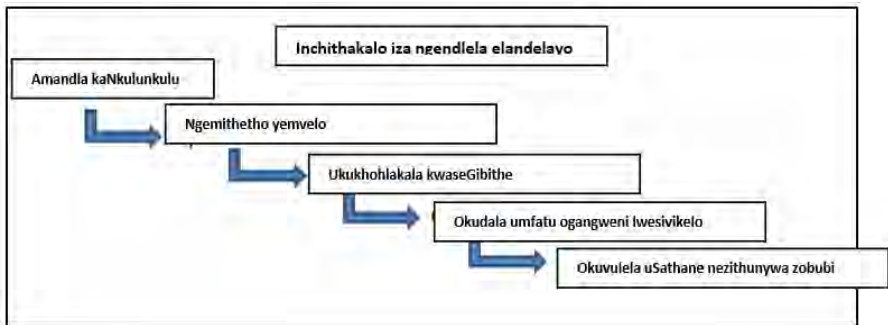 Inchithakalo iza ngendlela elandelayo
Amandla kaNkulunkulu
Ngemithetho yemvelo
Ukukhohlakala kwaseGibithe
Okudala umfatu ogangweni lwesivikelo
Okuvulela uSathane nezithunywa zobubi